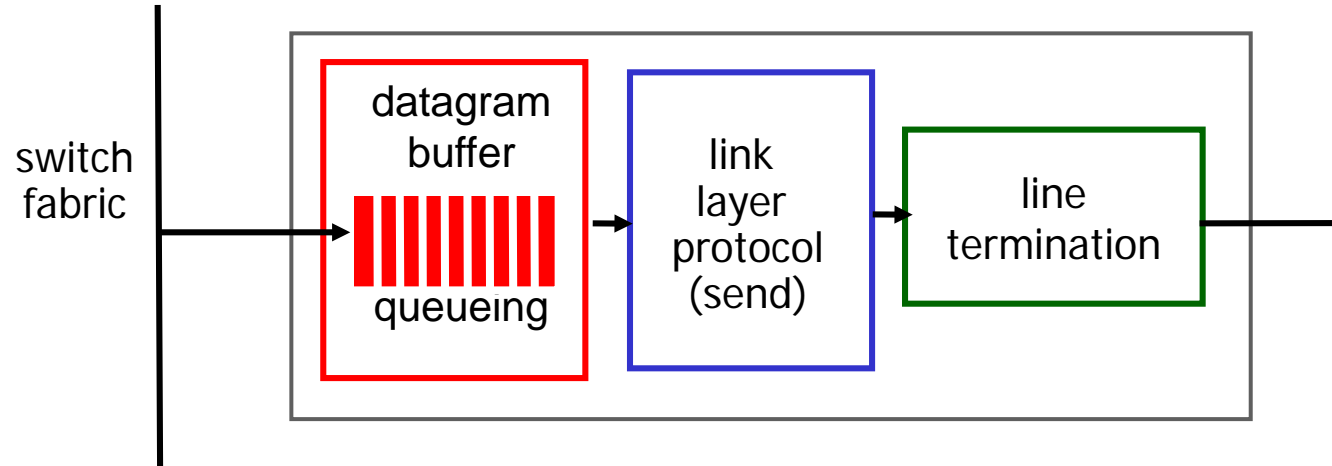 switch
fabric
datagram
buffer
queueing
link
layer
protocol
(send)
line
termination